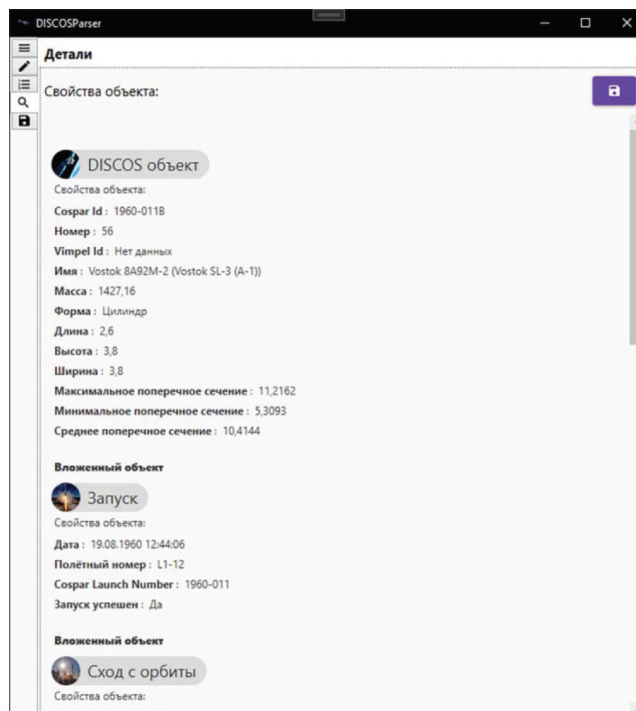 DISCOSParser
Детали
Свойства объекта:
DISCOS объект
Свойства объекта:
Cospar Id : 1960-011B
Номер : 56
Vimpel Id : Нет данных
Имя : Vostok 8A92M-2 (Vostok SL-3 (A-1))
Масса : 1427,16
Форма : Цилиндр
Длина : 2,6
Высота : 3,8
Ширина : 3,8
Максимальное поперечное сечение : 11,2162
Минимальное поперечное сечение : 5,3093
Среднее поперечное сечение : 10,4144
Вложенный объект
Запуск
Свойства объекта:
Дата : 19.08.1960 12:44:06
Полётный номер : L1-12
Cospar Launch Number : 1960-011
Запуск успешен : Да
Вложенный объект
Сход с орбиты
Свойства объекта: